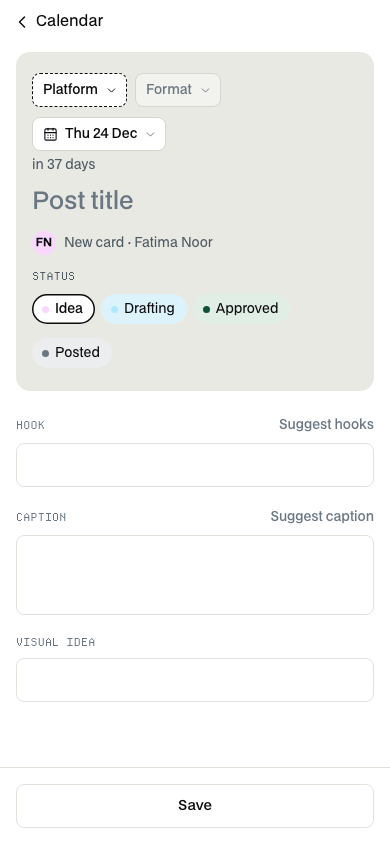 Calendar
Platform
Format
Thu 24 Dec
in 37 days
Post title
FN
New card · Fatima Noor
STATUS
Idea
Drafting
Approved
Posted
HOOK
Suggest hooks
CAPTION
Suggest caption
VISUAL IDEA
Save